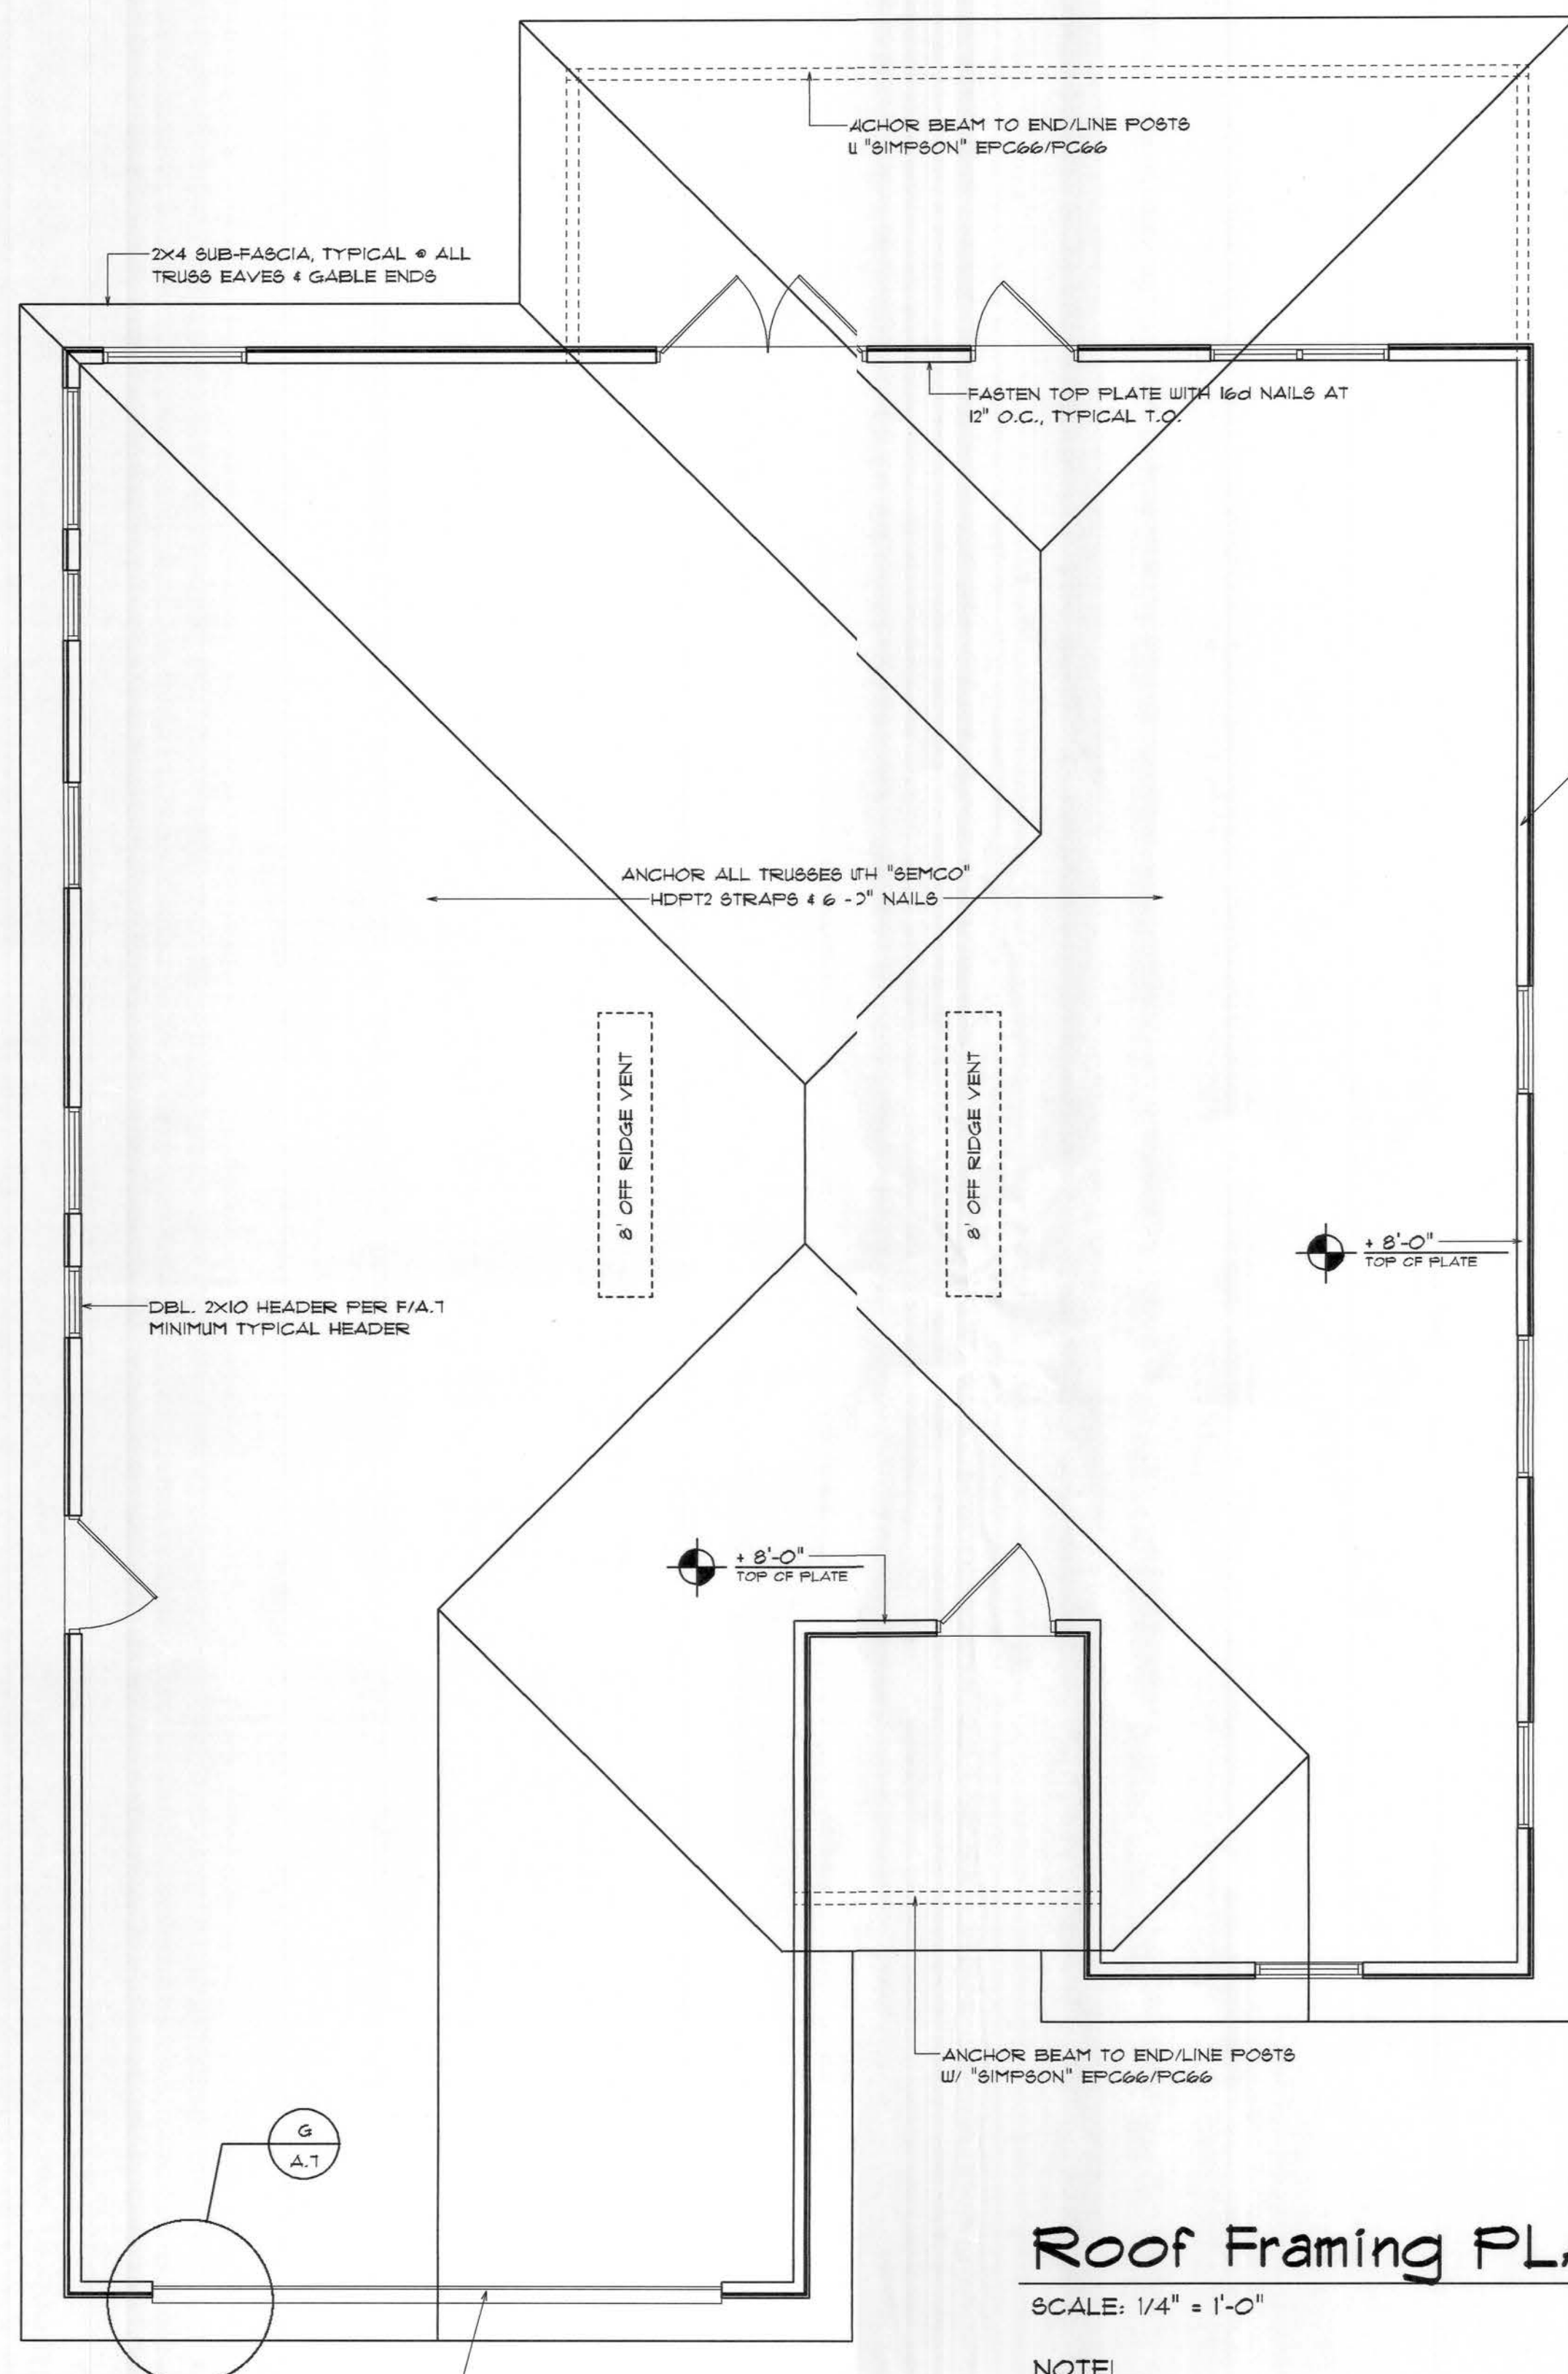 ACHOR BEAM TO END/LINE POSTS
"SIMPSON" EPC66/PC66
2X4 SUB-FASCIA, TYPICAL @ ALL
TRUSS EAVES & GABLE ENDS
FASTEN TOP PLATE WITH 16d NAILS AT
12" O.C., TYPICAL T.O.
ANCHOR ALL TRUSSES "SEMCO"
HDPT2 STRAPS & 6 - NAILS
8' OFF RIDGE VENT
8' OFF RIDGE VENT
+ 8'-0"
TOP OF PLATE
DBL. 2X10 HEADER PER F/A.7
MINIMUM TYPICAL HEADER
+ 8'-0"
TOP OF PLATE
ANCHOR BEAM TO END/LINE POSTS
W/ "SIMPSON" EPC66/PC66
G
A.7
Roof Framing
SCALE: 1/4" = 1'-0"
NOTE!